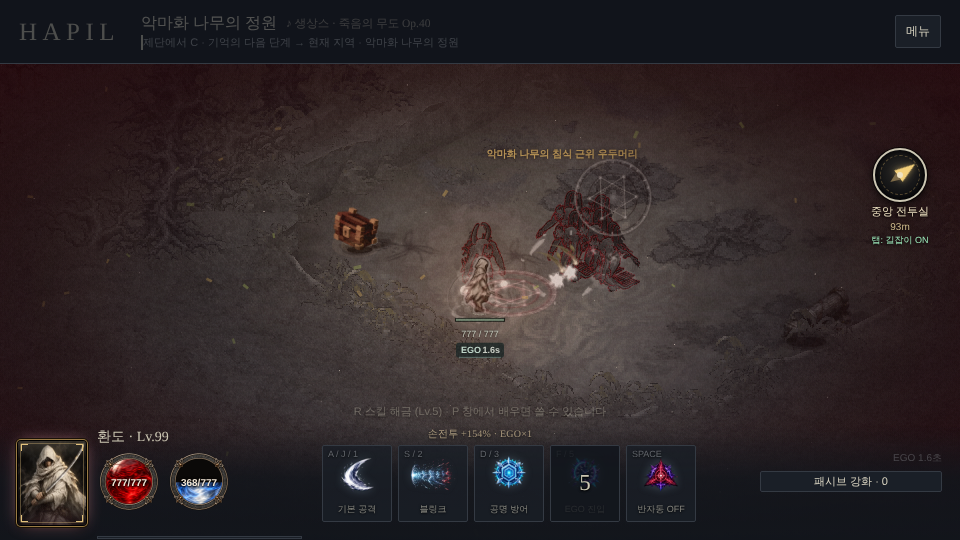 HAPIL
악마화 나무의 정원 ♪ 생상스 · 죽음의 무도 Op.40
제단에서 C · 기억의 다음 단계 → 현재 지역 · 악마화 나무의 정원
메뉴
악마화 나무의 침식 근위 우두머리
중앙 전투실
93m
탭: 길잡이 ON
777 / 777
EGO 1.6s
R 스킬 해금 (Lv.5) · P 창에서 배우면 쓸 수 있습니다
환도 · Lv.99
손전투 +154% · EGO×1
777/777
368/777
A / J / 1
기본 공격
S / 2
블링크
D / 3
공명 방어
5
EGO 진입
SPACE
반자동 OFF
EGO 1.6초
패시브 강화 · 0